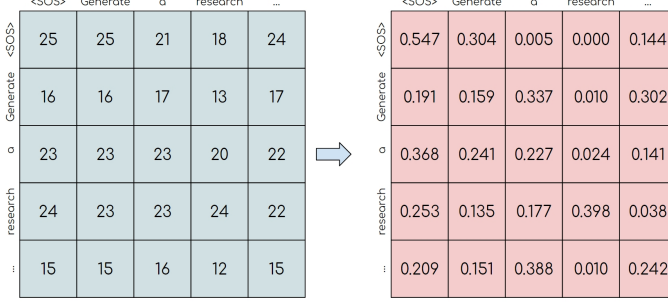 <SOS> Generate a research ... <SOS> Generate a research ...
<SOS> 25 25 21 18 24 <SOS> 0.547 0.304 0.005 0.000 0.144
Generate 16 16 17 13 17 Generate 0.191 0.159 0.337 0.010 0.302
a 23 23 23 20 22 a 0.368 0.241 0.227 0.024 0.141
research 24 23 23 24 22 research 0.253 0.135 0.177 0.398 0.038
... 15 15 16 12 15 ... 0.209 0.151 0.388 0.010 0.242